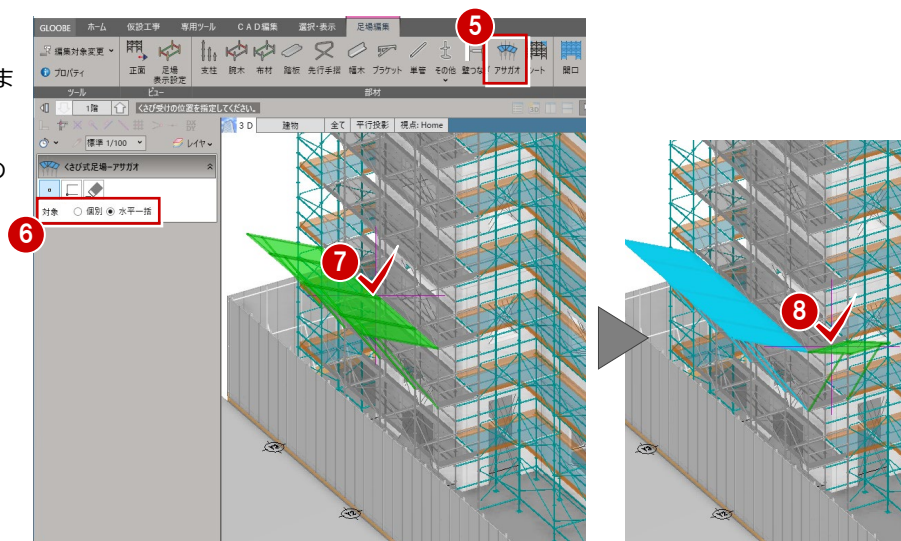 ま
の
GLOOBE ホーム 仮設工事 専用ツール CAD編集 選択・表示 足場編集
5
編集対象変更
プロパティ
正面 足場 表示設定 支柱 腕木 布材 踏板 先行手摺 幅木 ブラケット 単管 その他 壁つなぎ アサガオ シート 開口
ツール ビュー 部材
1階 くさび受けの位置を指定してください。
標準 1/100 レイヤ
3D 建物 全て 平行投影 視点: Home
くさび式足場-アサガオ
対象 個別 水平一括
6
7
8